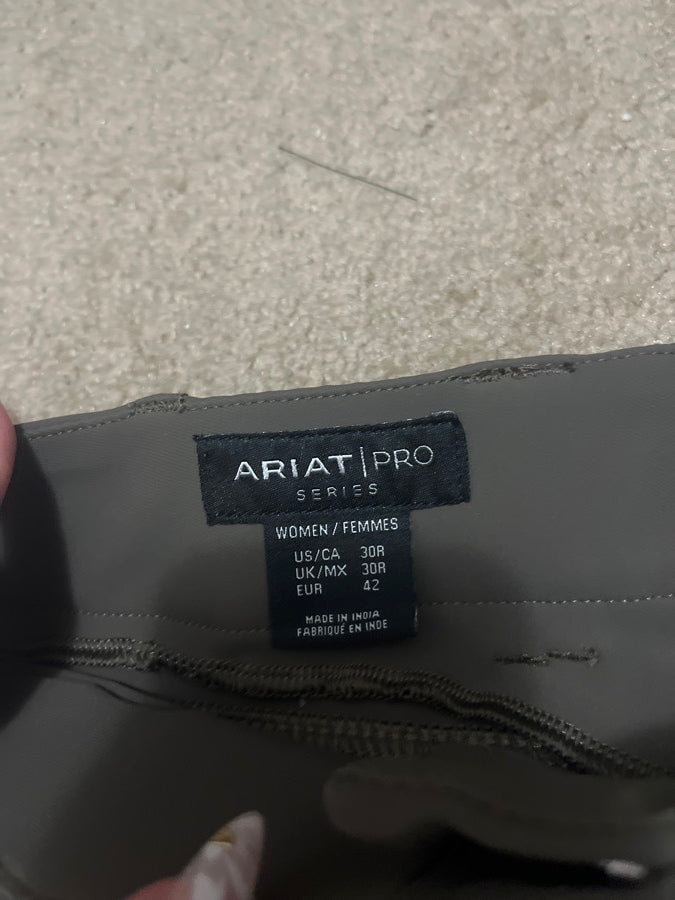 ARIAT | PRO
SERIES
WOMEN / FEMMES
US/CA 30R
UK/MX 30R
EUR 42
MADE IN INDIA
FABRIQUÉ EN INDE